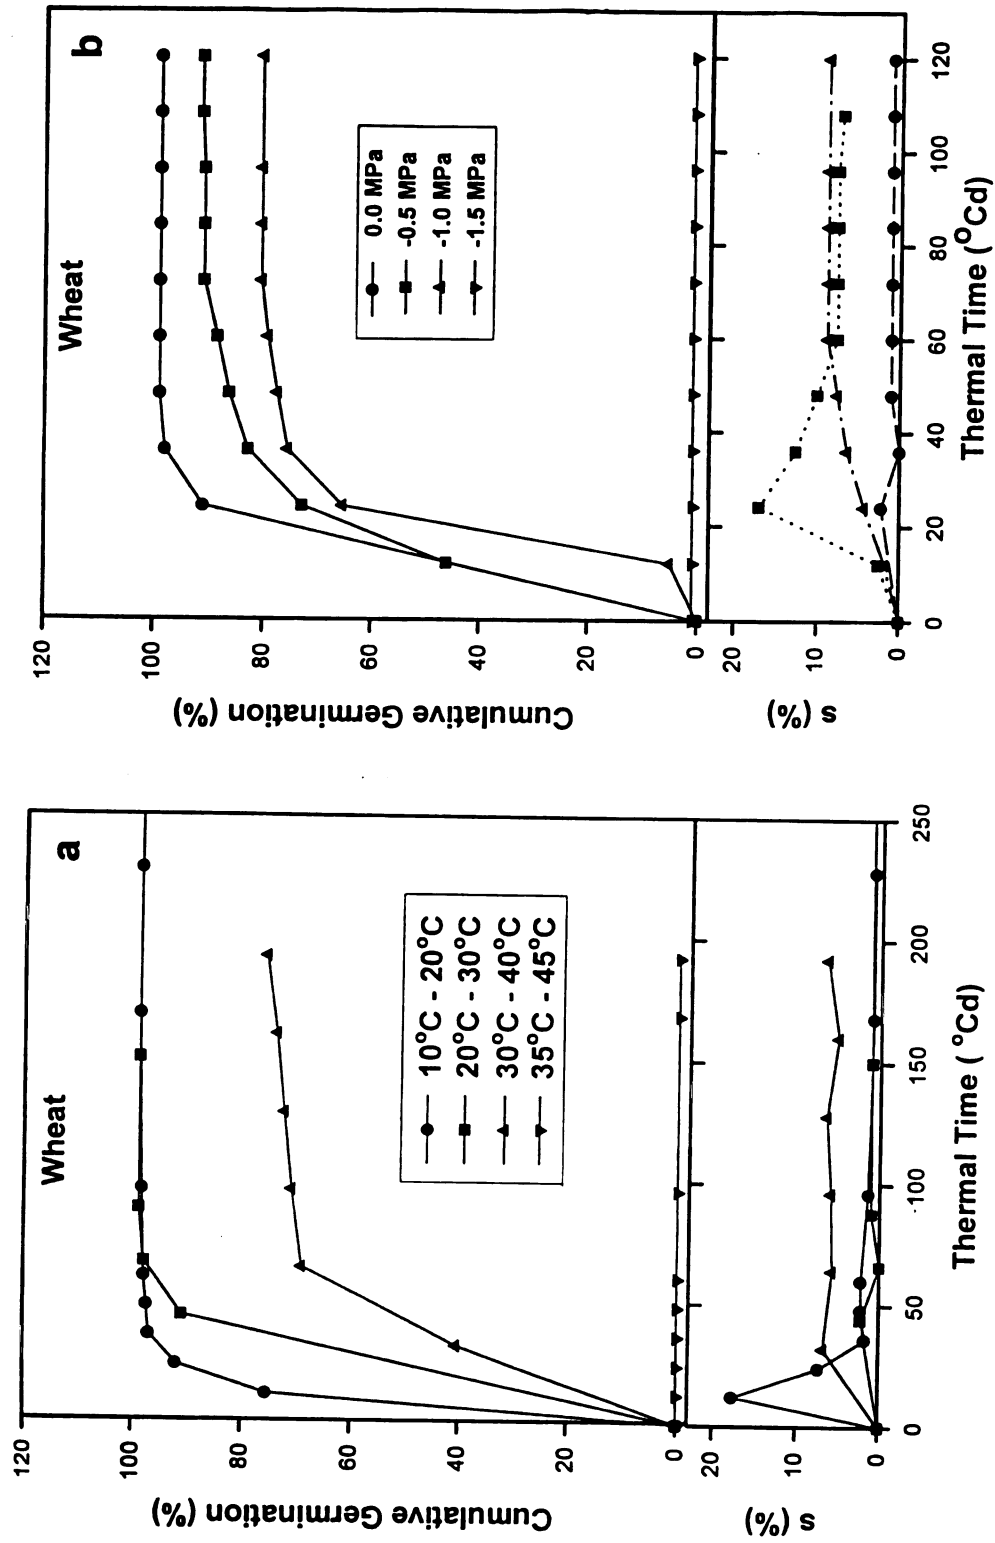 Wheat
a
120
100
80
60
40
20
0
Cumulative Germination (%)
10°C - 20°C
20°C - 30°C
30°C - 40°C
35°C - 45°C
20
10
0
s (%)
0
50
100
150
200
250
Thermal Time ( °Cd)
Wheat
b
120
100
80
60
40
20
0
Cumulative Germination (%)
0.0 MPa
-0.5 MPa
-1.0 MPa
-1.5 MPa
20
10
0
s (%)
0
20
40
60
80
100
120
Thermal Time (°Cd)